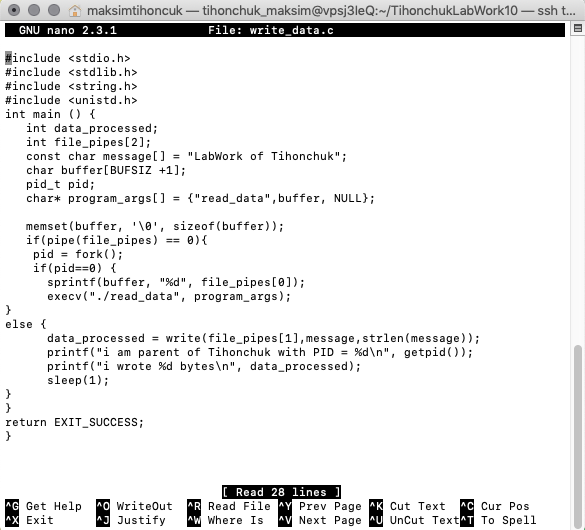 maksimtihoncuk — tihonchuk_maksim@vpsj3leQ:~/TihonchukLabWork10 — ssh t...
GNU nano 2.3.1 File: write_data.c
#include <stdio.h>
#include <stdlib.h>
#include <string.h>
#include <unistd.h>
int main () {
   int data_processed;
   int file_pipes[2];
   const char message[] = "LabWork of Tihonchuk";
   char buffer[BUFSIZ +1];
   pid_t pid;
   char* program_args[] = {"read_data",buffer, NULL};
   memset(buffer, '\0', sizeof(buffer));
   if(pipe(file_pipes) == 0){
    pid = fork();
    if(pid==0) {
      sprintf(buffer, "%d", file_pipes[0]);
      execv("./read_data", program_args);
}
else {
      data_processed = write(file_pipes[1],message,strlen(message));
      printf("i am parent of Tihonchuk with PID = %d\n", getpid());
      printf("i wrote %d bytes\n", data_processed);
      sleep(1);
}
}
return EXIT_SUCCESS;
}
[ Read 28 lines ]
^G Get Help ^O WriteOut ^R Read File ^Y Prev Page ^K Cut Text ^C Cur Pos
^X Exit ^J Justify ^W Where Is ^V Next Page ^U UnCut Text ^T To Spell